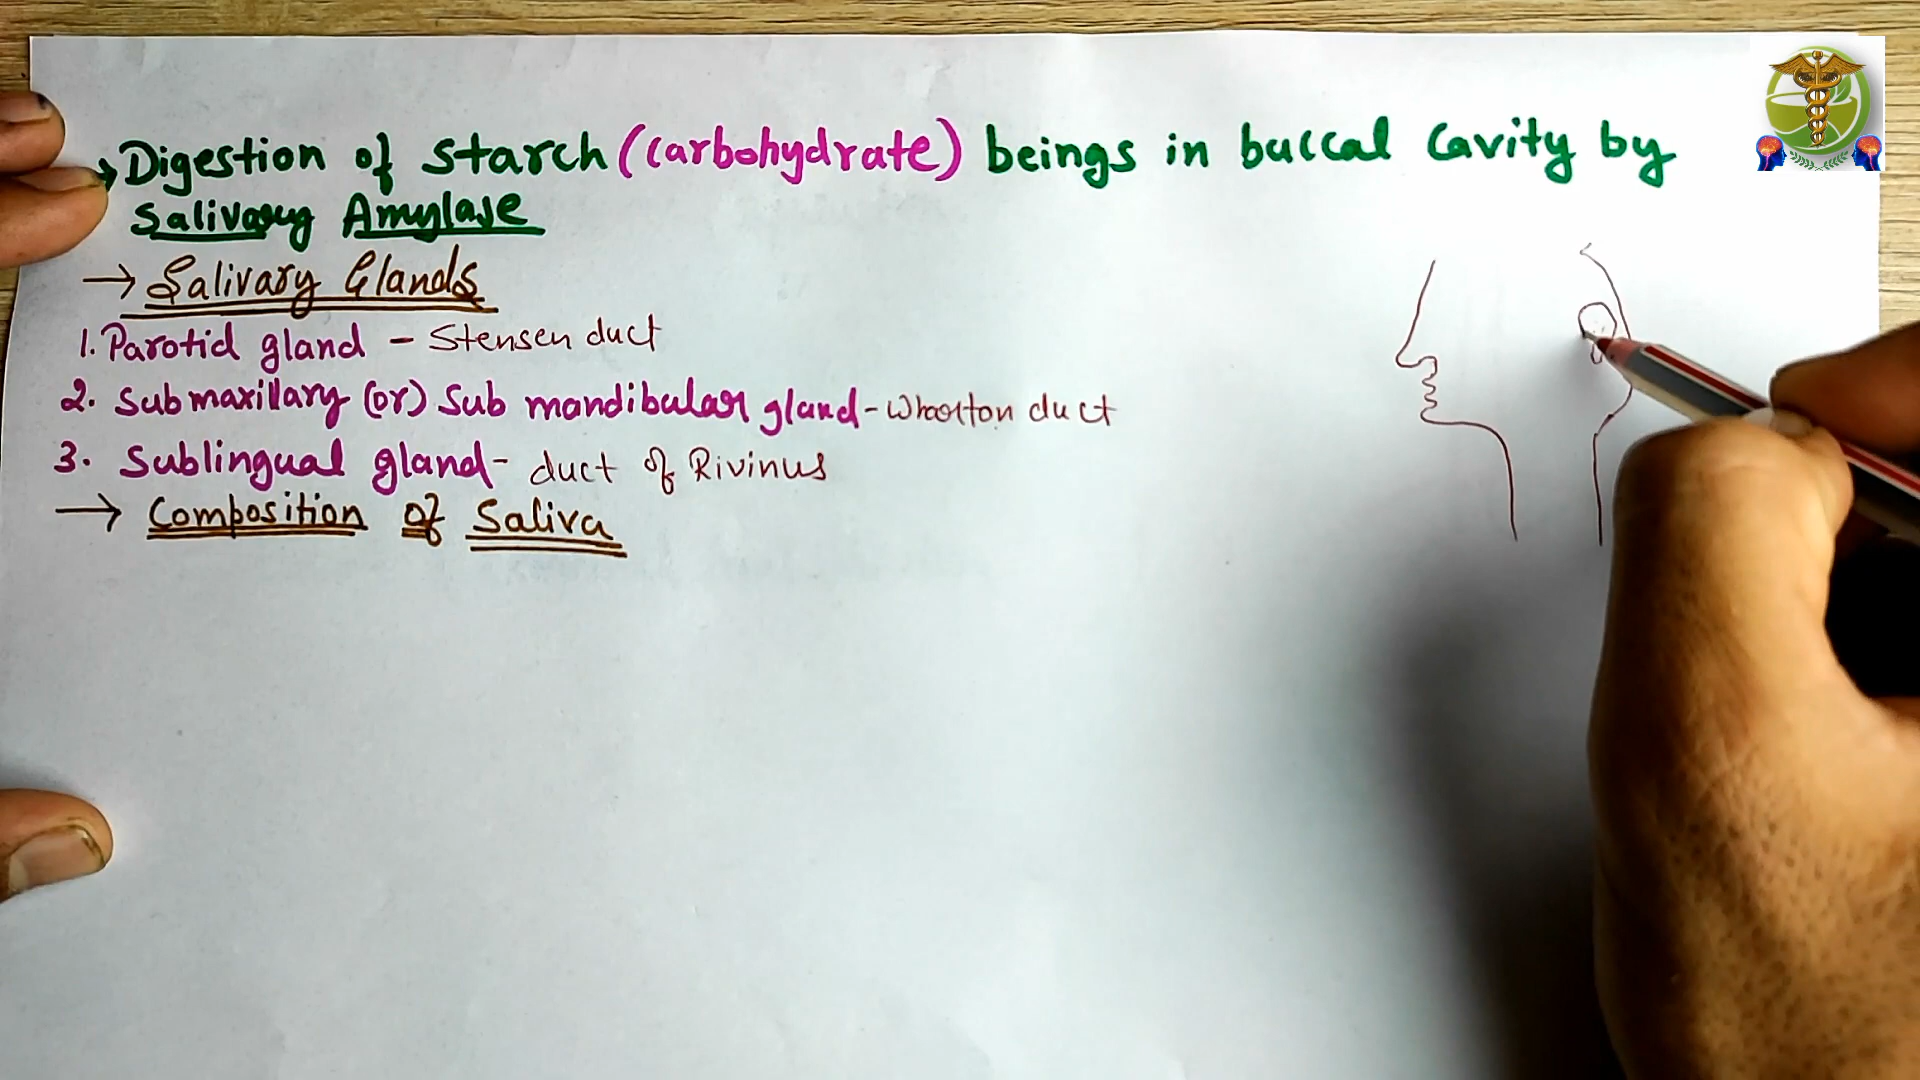 → Digestion of starch (carbohydrate) beings in buccal cavity by
Salivary Amylase
→ Salivary Glands
1. Parotid gland - Stensen duct
2. Submaxillary (or) Sub mandibular gland - Wharton duct
3. Sublingual gland - duct of Rivinus
→ Composition of Saliva